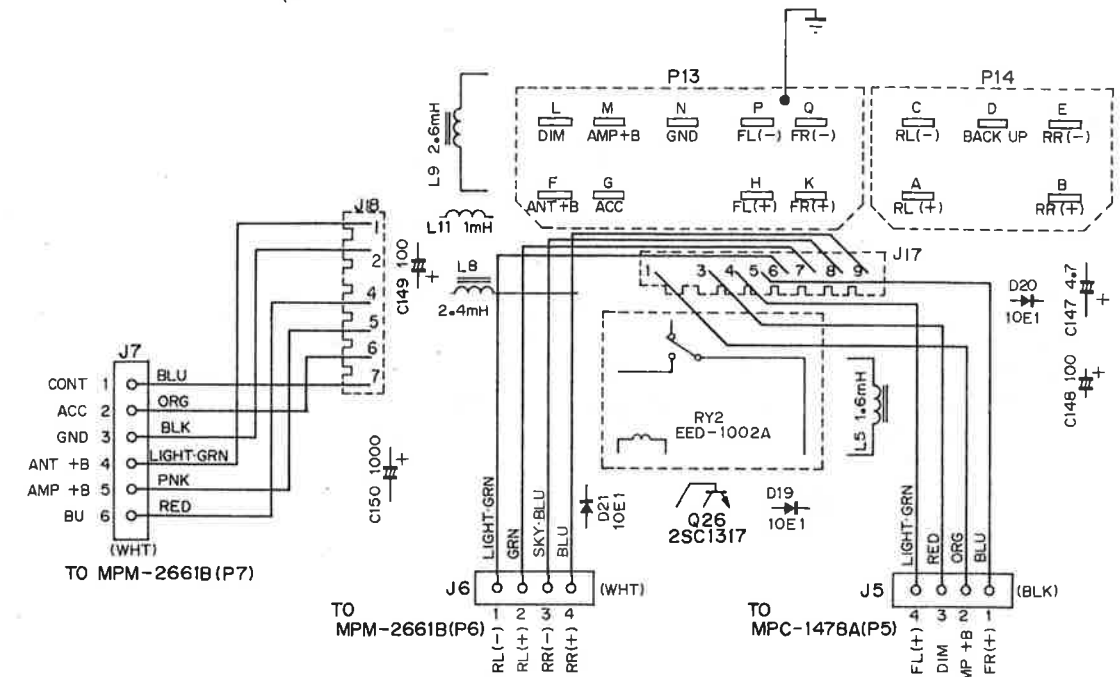 P13
P14
L
M
N
P
Q
DIM
AMP+B
GND
FL(-)
FR(-)
C
D
E
RL(-)
BACK UP
RR(-)
F
G
H
K
ANT +B
ACC
FL(+)
FR(+)
A
B
RL (+)
RR(+)
L9 2.6mH
L11 1mH
J18
1
2
4
5
6
7
C149 100
+
L8
2.4mH
J17
1
3
4
5
6
7
8
9
D20
10E1
C147 4.7
+
C148 100
+
RY2
EED-1002A
L5 1.6mH
J7
CONT 1 BLU
ACC 2 ORG
GND 3 BLK
ANT +B 4 LIGHT-GRN
AMP +B 5 PNK
BU 6 RED
(WHT)
TO MPM-2661B(P7)
C150 1000
+
D21
10E1
Q26
2SC1317
D19
10E1
LIGHT-GRN
GRN
SKY-BLU
BLU
J6
(WHT)
1
2
3
4
TO
MPM-2661B(P6)
RL(-)
RL(+)
RR(-)
RR(+)
LIGHT-GRN
RED
ORG
BLU
J5
(BLK)
4
3
2
1
TO
MPC-1478A(P5)
FL(+)
DIM
MP +B
FR(+)